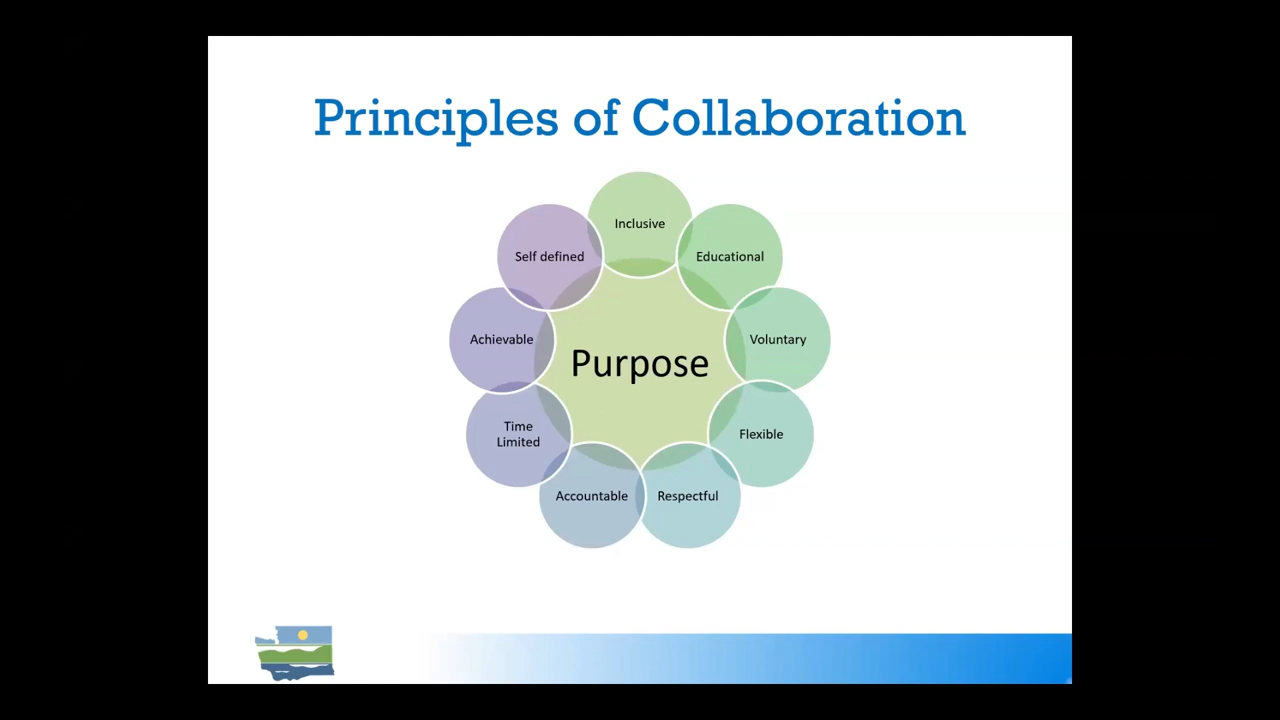 Principles of Collaboration
Inclusive
Educational
Voluntary
Flexible
Respectful
Accountable
Time
Limited
Achievable
Self defined
Purpose